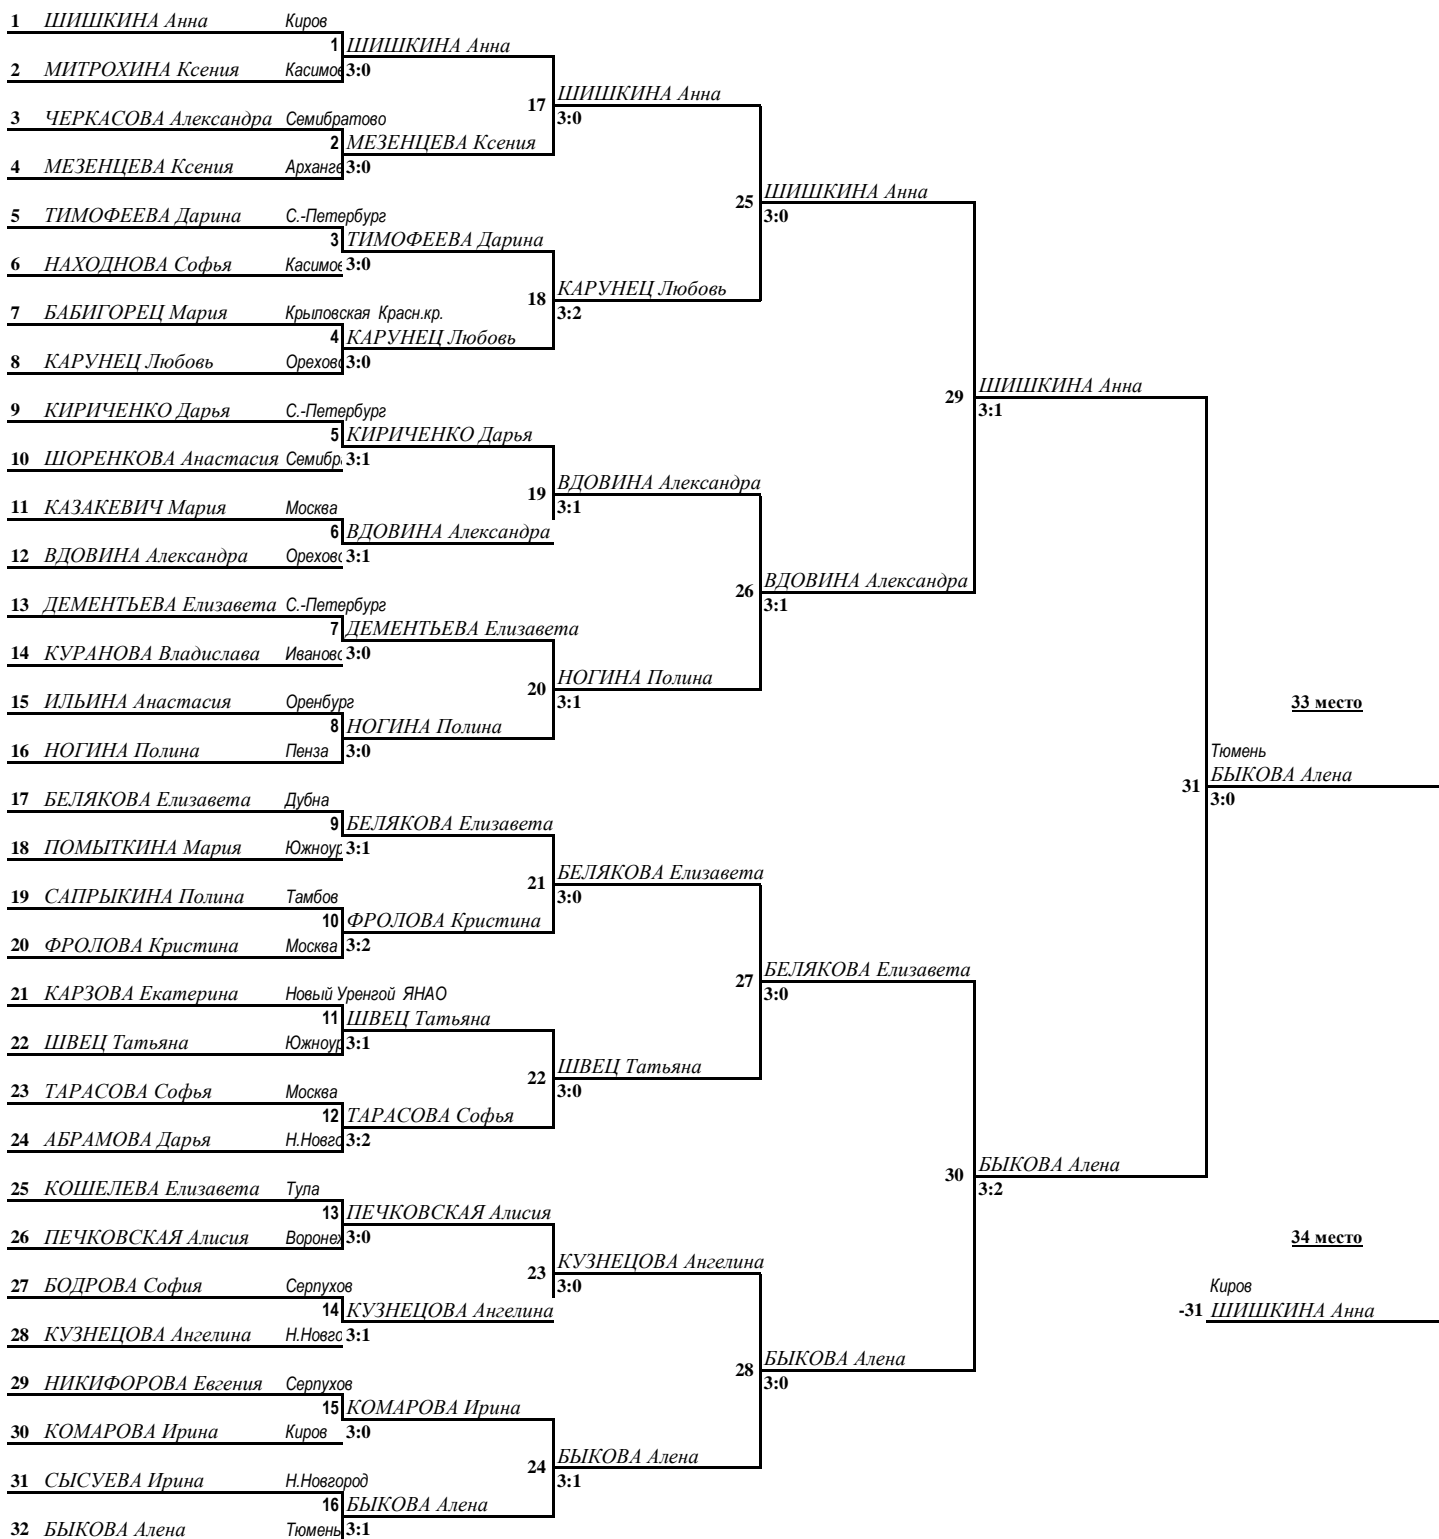 1 ШИШКИНА Анна Киров
1 ШИШКИНА Анна
2 МИТРОХИНА Ксения Касимов 3:0
17 ШИШКИНА Анна
3:0
3 ЧЕРКАСОВА Александра Семибратово
2 МЕЗЕНЦЕВА Ксения
4 МЕЗЕНЦЕВА Ксения Арханге 3:0
25 ШИШКИНА Анна
3:0
5 ТИМОФЕЕВА Дарина С.-Петербург
3 ТИМОФЕЕВА Дарина
6 НАХОДНОВА Софья Касимов 3:0
18 КАРУНЕЦ Любовь
3:2
7 БАБИГОРЕЦ Мария Крыловская Красн.кр.
4 КАРУНЕЦ Любовь
8 КАРУНЕЦ Любовь Орехово 3:0
29 ШИШКИНА Анна
3:1
9 КИРИЧЕНКО Дарья С.-Петербург
5 КИРИЧЕНКО Дарья
10 ШОРЕНКОВА Анастасия Семибр 3:1
19 ВДОВИНА Александра
3:1
11 КАЗАКЕВИЧ Мария Москва
6 ВДОВИНА Александра
12 ВДОВИНА Александра Орехово 3:1
26 ВДОВИНА Александра
3:1
13 ДЕМЕНТЬЕВА Елизавета С.-Петербург
7 ДЕМЕНТЬЕВА Елизавета
14 КУРАНОВА Владислава Иваново 3:0
20 НОГИНА Полина
3:1
15 ИЛЬИНА Анастасия Оренбург
33 место
8 НОГИНА Полина
16 НОГИНА Полина Пенза 3:0
Тюмень
31 БЫКОВА Алена
3:0
17 БЕЛЯКОВА Елизавета Дубна
9 БЕЛЯКОВА Елизавета
18 ПОМЫТКИНА Мария Южноур 3:1
21 БЕЛЯКОВА Елизавета
3:0
19 САПРЫКИНА Полина Тамбов
10 ФРОЛОВА Кристина
20 ФРОЛОВА Кристина Москва 3:2
27 БЕЛЯКОВА Елизавета
3:0
21 КАРЗОВА Екатерина Новый Уренгой ЯНАО
11 ШВЕЦ Татьяна
22 ШВЕЦ Татьяна Южноур 3:1
22 ШВЕЦ Татьяна
3:0
23 ТАРАСОВА Софья Москва
12 ТАРАСОВА Софья
24 АБРАМОВА Дарья Н.Новго 3:2
30 БЫКОВА Алена
3:2
25 КОШЕЛЕВА Елизавета Тула
13 ПЕЧКОВСКАЯ Алисия
26 ПЕЧКОВСКАЯ Алисия Воронеж 3:0
34 место
23 КУЗНЕЦОВА Ангелина
3:0
27 БОДРОВА София Серпухов
Киров
14 КУЗНЕЦОВА Ангелина
-31 ШИШКИНА Анна
28 КУЗНЕЦОВА Ангелина Н.Новго 3:1
28 БЫКОВА Алена
3:0
29 НИКИФОРОВА Евгения Серпухов
15 КОМАРОВА Ирина
30 КОМАРОВА Ирина Киров 3:0
24 БЫКОВА Алена
3:1
31 СЫСУЕВА Ирина Н.Новгород
16 БЫКОВА Алена
32 БЫКОВА Алена Тюмень 3:1